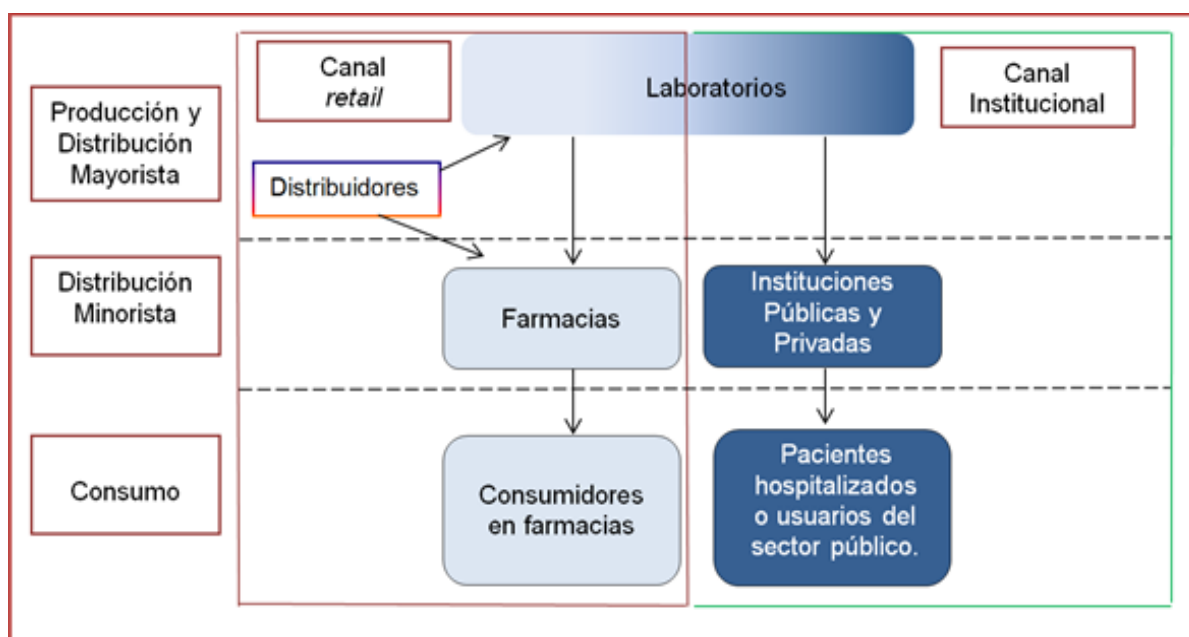 Canal
retail
Laboratorios
Canal
Institucional
Producción y
Distribución
Mayorista
Distribuidores
Distribución
Minorista
Farmacias
Instituciones
Públicas y
Privadas
Consumo
Consumidores
en farmacias
Pacientes
hospitalizados
o usuarios del
sector público.